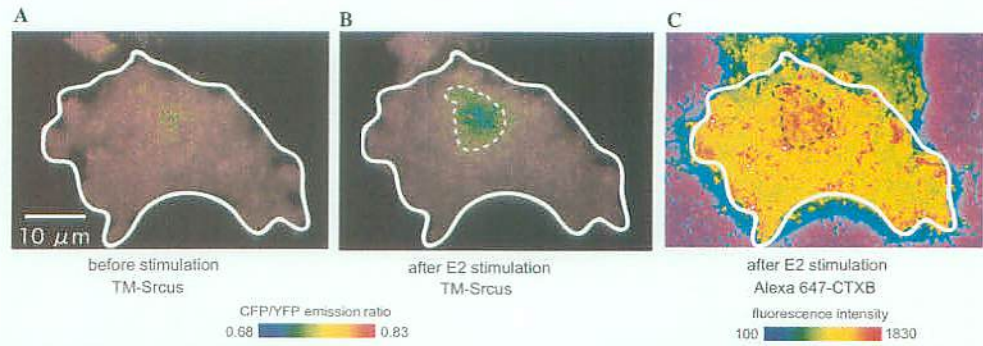 A
B
C
10 μm
before stimulation
TM-Srcus
after E2 stimulation
TM-Srcus
after E2 stimulation
Alexa 647-CTXB
CFP/YFP emission ratio
0.68
0.83
fluorescence intensity
100
1830